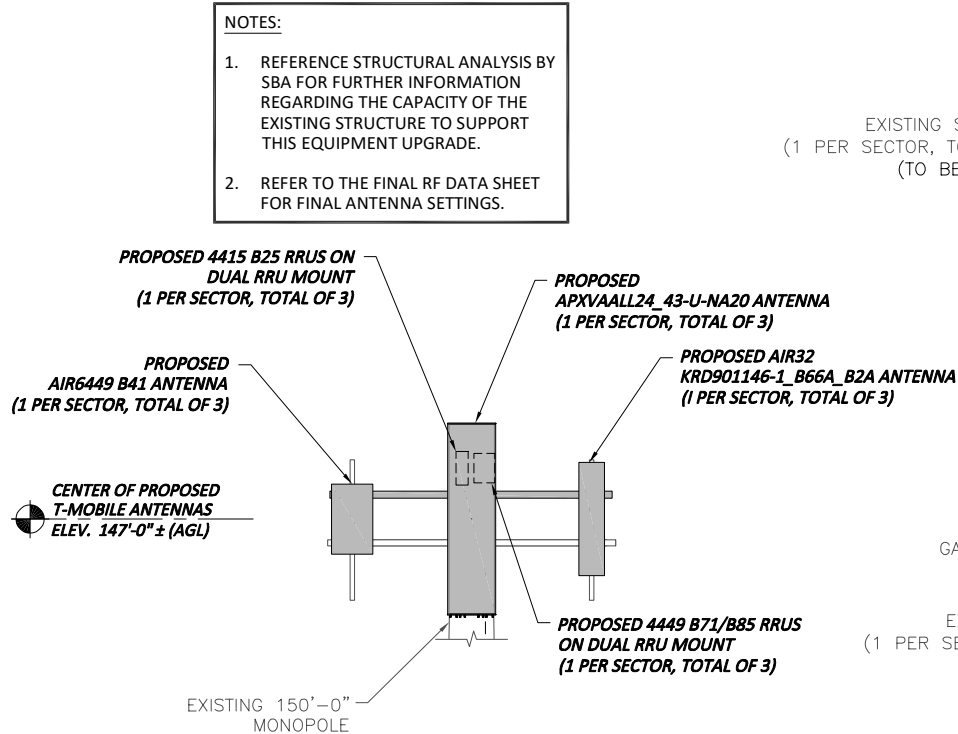 NOTES:
1. REFERENCE STRUCTURAL ANALYSIS BY
SBA FOR FURTHER INFORMATION
REGARDING THE CAPACITY OF THE
EXISTING STRUCTURE TO SUPPORT
THIS EQUIPMENT UPGRADE.
2. REFER TO THE FINAL RF DATA SHEET
FOR FINAL ANTENNA SETTINGS.
EXISTING S
(1 PER SECTOR, TO
(TO BE
PROPOSED 4415 B25 RRUS ON
DUAL RRU MOUNT
(1 PER SECTOR, TOTAL OF 3)
PROPOSED
APXVAALL24_43-U-NA20 ANTENNA
(1 PER SECTOR, TOTAL OF 3)
PROPOSED
AIR6449 B41 ANTENNA
(1 PER SECTOR, TOTAL OF 3)
PROPOSED AIR32
KRD901146-1_B66A_B2A ANTENNA
(I PER SECTOR, TOTAL OF 3)
CENTER OF PROPOSED
T-MOBILE ANTENNAS
ELEV. 147'-0" ± (AGL)
GA
E
(1 PER SE
PROPOSED 4449 B71/B85 RRUS
ON DUAL RRU MOUNT
(1 PER SECTOR, TOTAL OF 3)
EXISTING 150'-0"
MONOPOLE